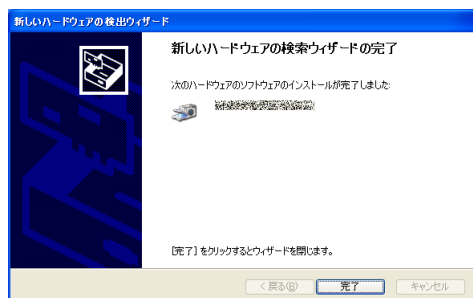 新しいハードウェアの検出ウィザード
新しいハードウェアの検索ウィザードの完了
次のハードウェアのソフトウェアのインストールが完了しました:
[完了] をクリックするとウィザードを閉じます。
< 戻る(B)
完了
キャンセル